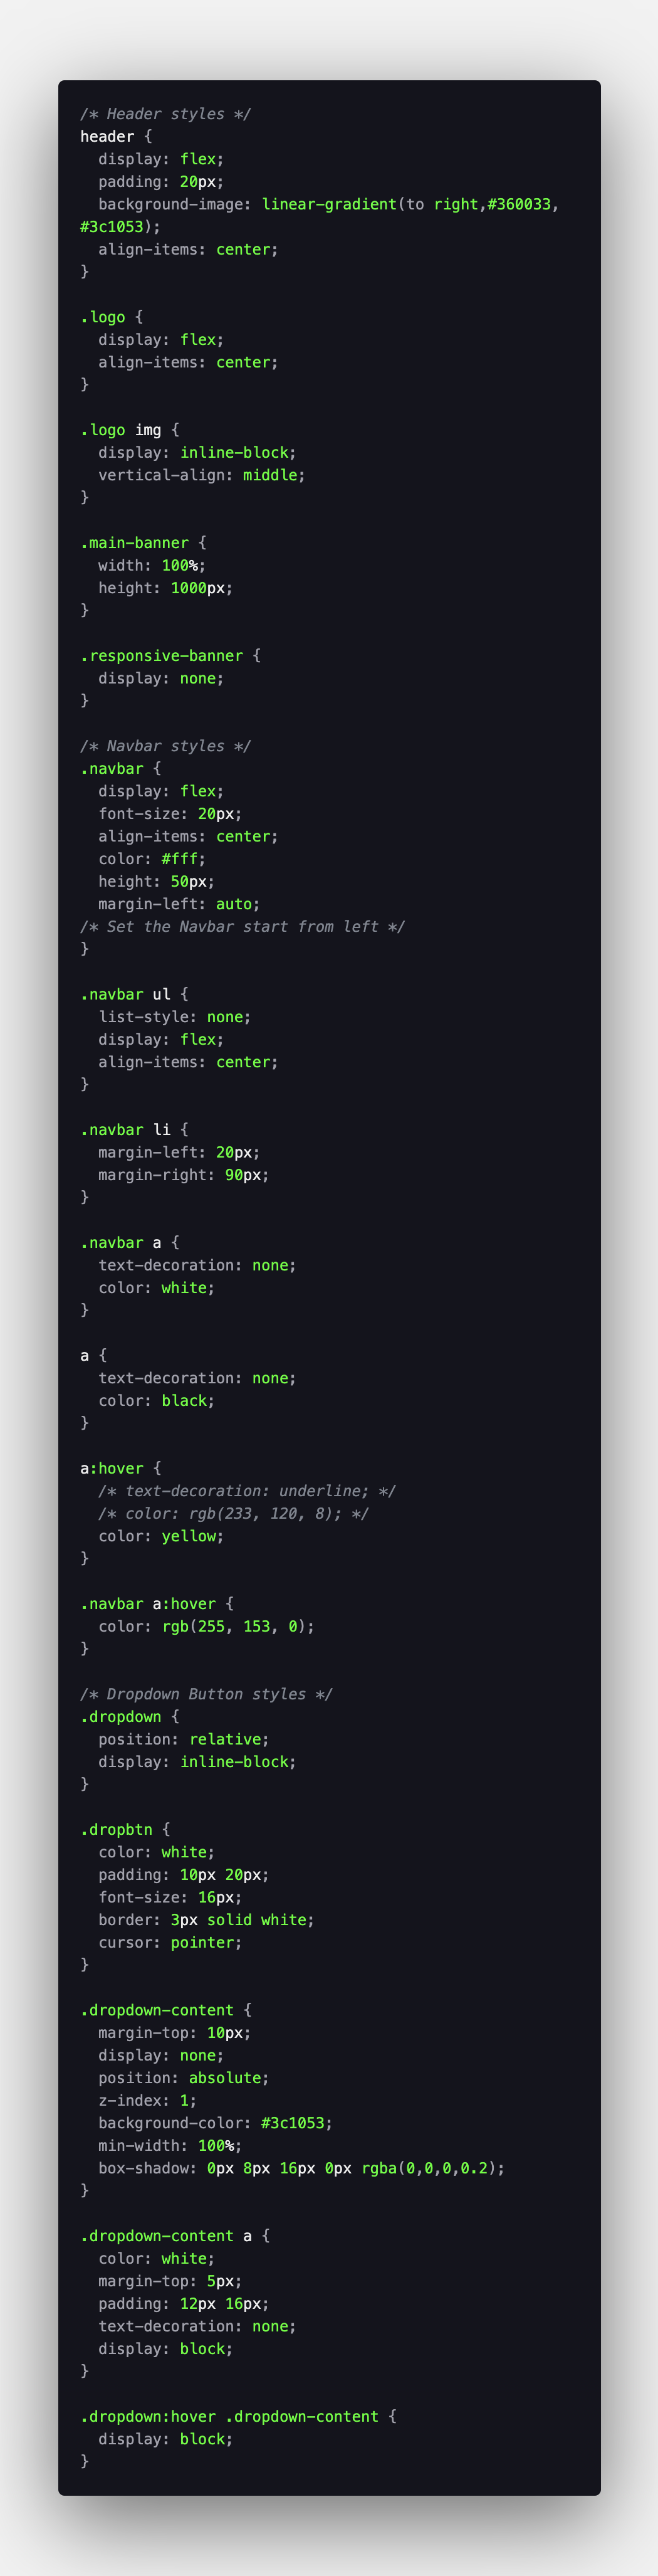 /* Header styles */
header {
  display: flex;
  padding: 20px;
  background-image: linear-gradient(to right,#360033,
#3c1053);
  align-items: center;
}

.logo {
  display: flex;
  align-items: center;
}

.logo img {
  display: inline-block;
  vertical-align: middle;
}

.main-banner {
  width: 100%;
  height: 1000px;
}

.responsive-banner {
  display: none;
}

/* Navbar styles */
.navbar {
  display: flex;
  font-size: 20px;
  align-items: center;
  color: #fff;
  height: 50px;
  margin-left: auto;
/* Set the Navbar start from left */
}

.navbar ul {
  list-style: none;
  display: flex;
  align-items: center;
}

.navbar li {
  margin-left: 20px;
  margin-right: 90px;
}

.navbar a {
  text-decoration: none;
  color: white;
}

a {
  text-decoration: none;
  color: black;
}

a:hover {
  /* text-decoration: underline; */
  /* color: rgb(233, 120, 8); */
  color: yellow;
}

.navbar a:hover {
  color: rgb(255, 153, 0);
}

/* Dropdown Button styles */
.dropdown {
  position: relative;
  display: inline-block;
}

.dropbtn {
  color: white;
  padding: 10px 20px;
  font-size: 16px;
  border: 3px solid white;
  cursor: pointer;
}

.dropdown-content {
  margin-top: 10px;
  display: none;
  position: absolute;
  z-index: 1;
  background-color: #3c1053;
  min-width: 100%;
  box-shadow: 0px 8px 16px 0px rgba(0,0,0,0.2);
}

.dropdown-content a {
  color: white;
  margin-top: 5px;
  padding: 12px 16px;
  text-decoration: none;
  display: block;
}

.dropdown:hover .dropdown-content {
  display: block;
}